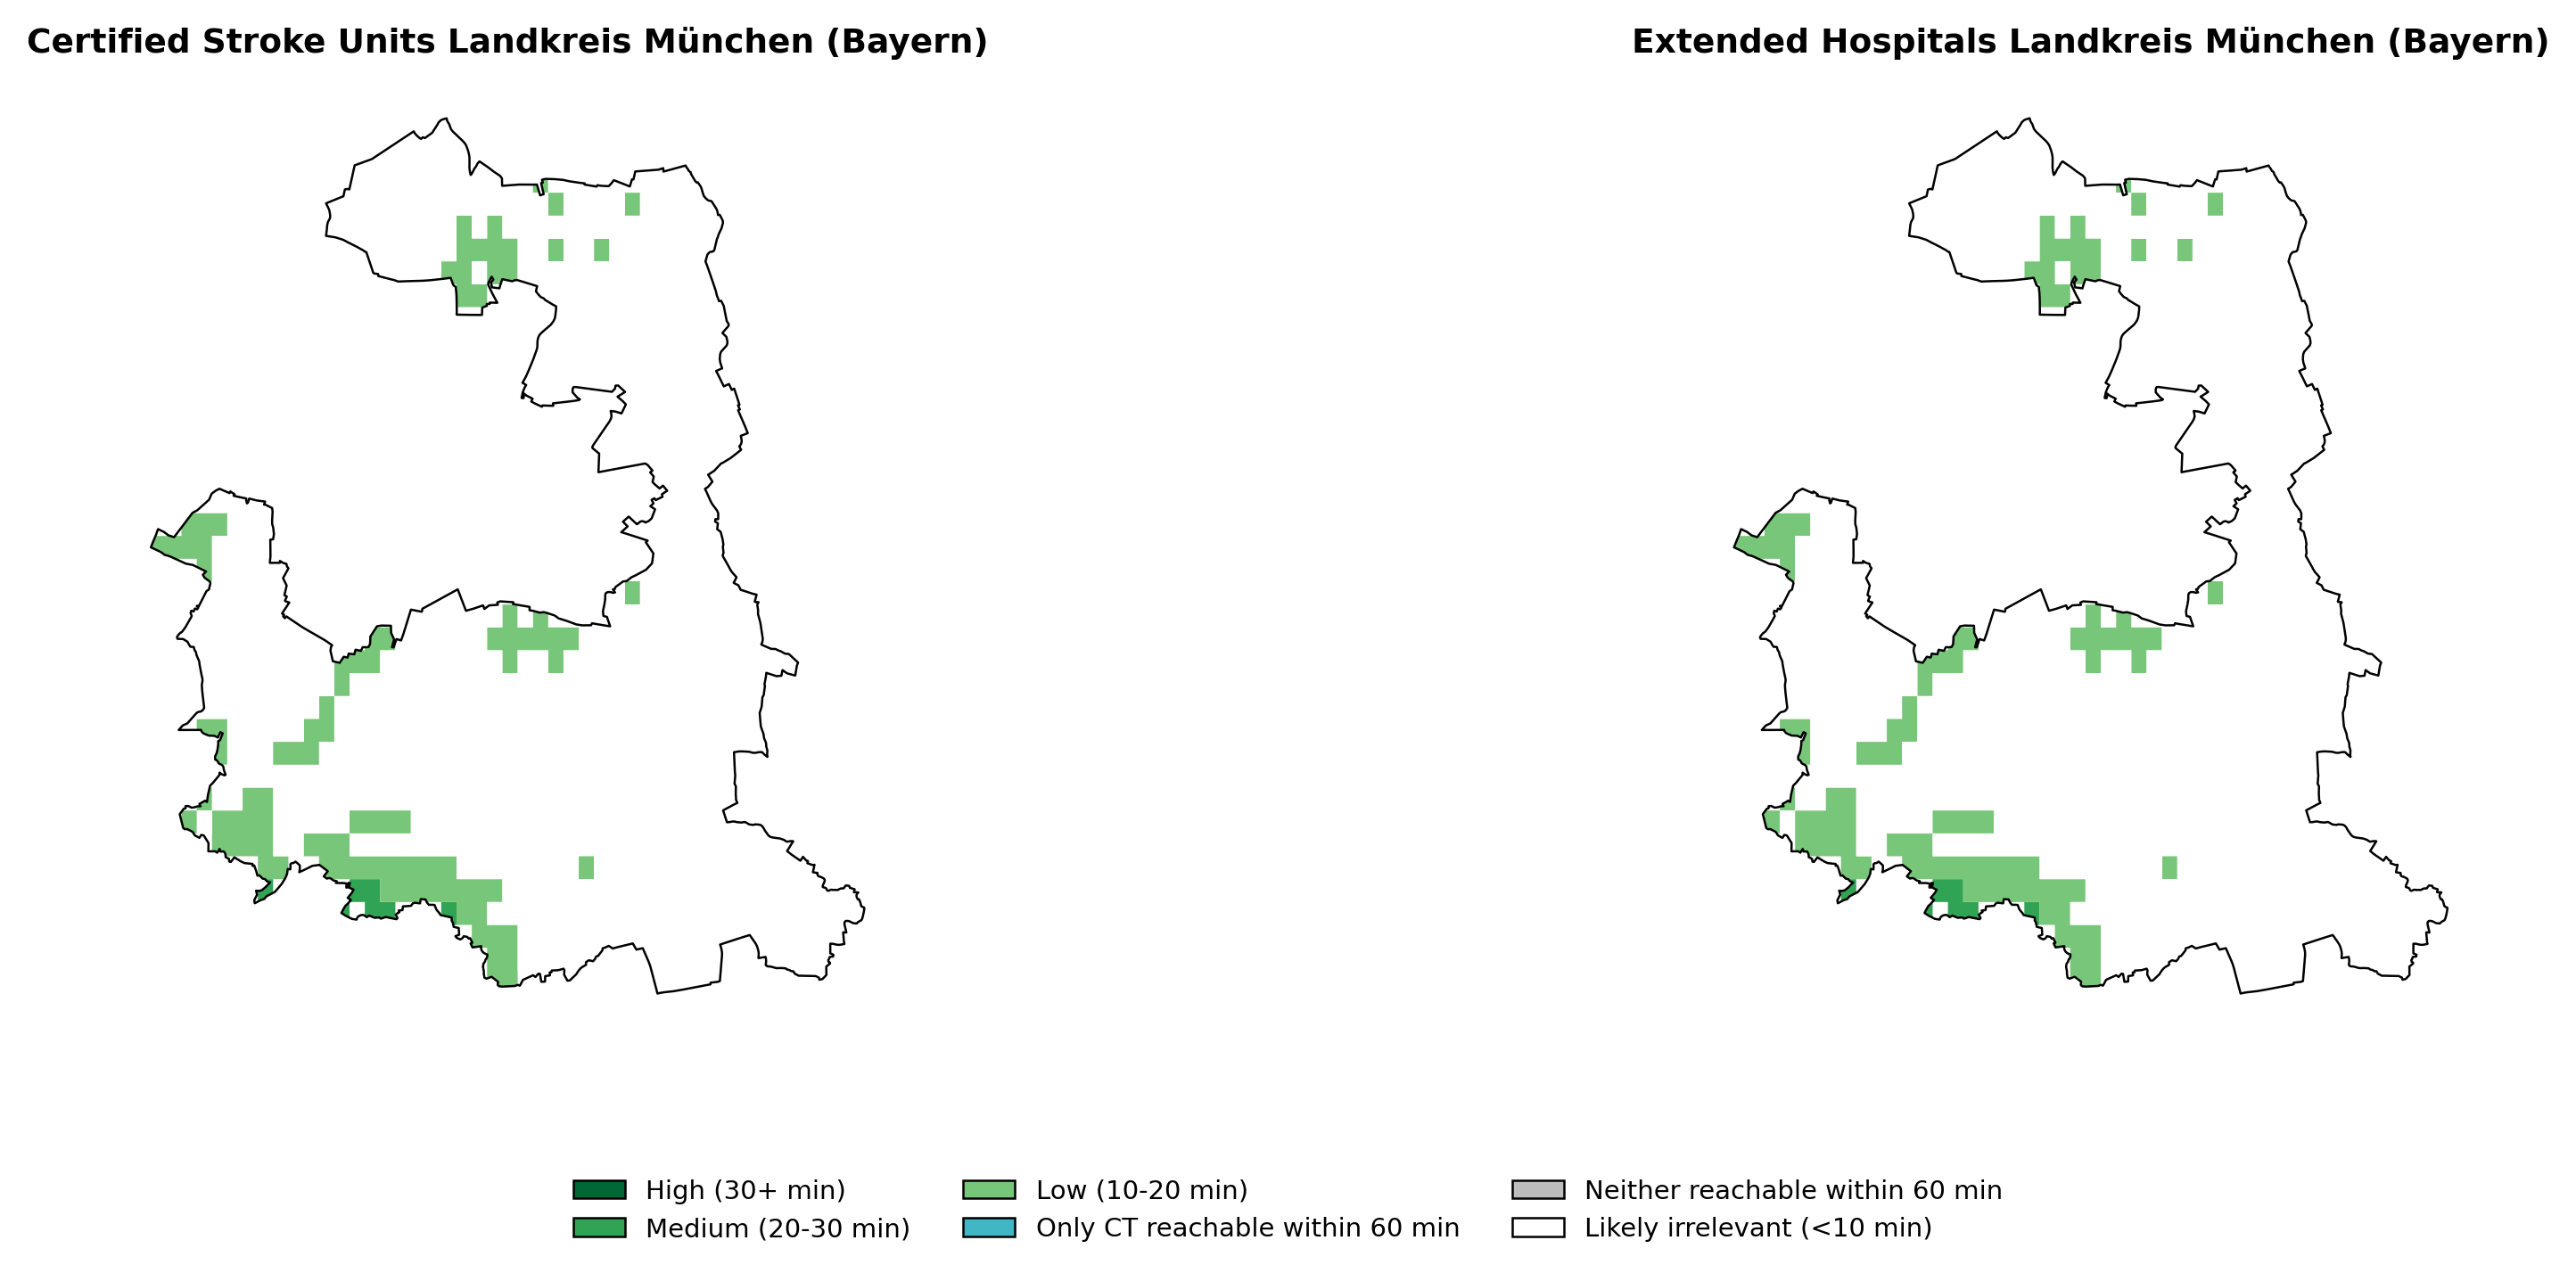 Certified Stroke Units Landkreis München (Bayern)
Extended Hospitals Landkreis München (Bayern)
High (30+ min)
Medium (20-30 min)
Low (10-20 min)
Only CT reachable within 60 min
Neither reachable within 60 min
Likely irrelevant (<10 min)